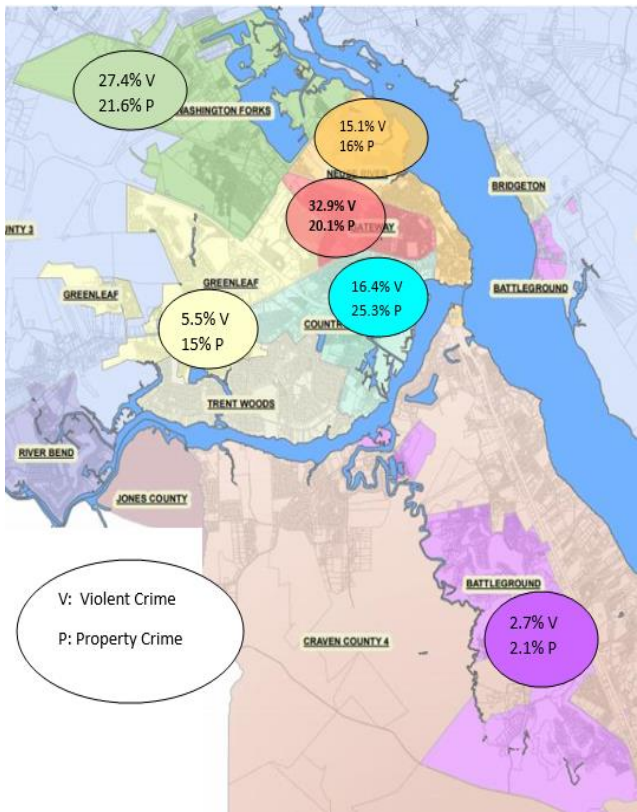 27.4% V
21.6% P
WASHINGTON FORKS
15.1% V
16% P
BRIDGETON
32.9% V
20.1% P
GREENLEAF
GREENLEAF
BATTLEGROUND
16.4% V
25.3% P
5.5% V
15% P
TRENT WOODS
RIVER BEND
JONES COUNTY
V: Violent Crime
P: Property Crime
BATTLEGROUND
2.7% V
2.1% P
CRAVEN COUNTY 4